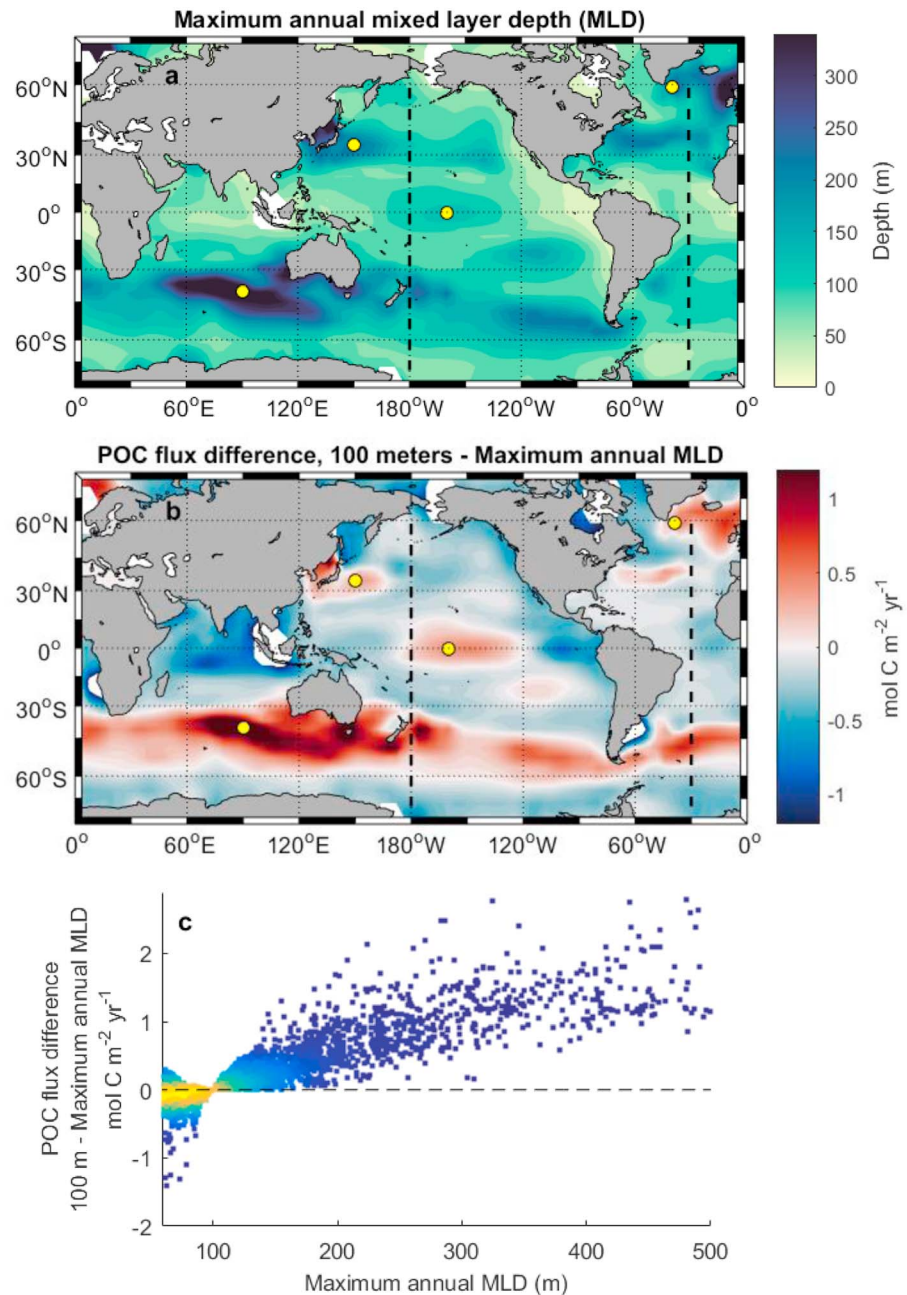 Maximum annual mixed layer depth (MLD)
a
60°N
30°N
0°
30°S
60°S
0°
60°E
120°E
180°W
120°W
60°W
0°
300
250
200
150
100
50
0
Depth (m)
POC flux difference, 100 meters - Maximum annual MLD
b
60°N
30°N
0°
30°S
60°S
0°
60°E
120°E
180°W
120°W
60°W
0°
1
0.5
0
-0.5
-1
mol C m⁻² yr⁻¹
c
POC flux difference
100 m - Maximum annual MLD
mol C m⁻² yr⁻¹
2
1
0
-1
-2
100
200
300
400
500
Maximum annual MLD (m)